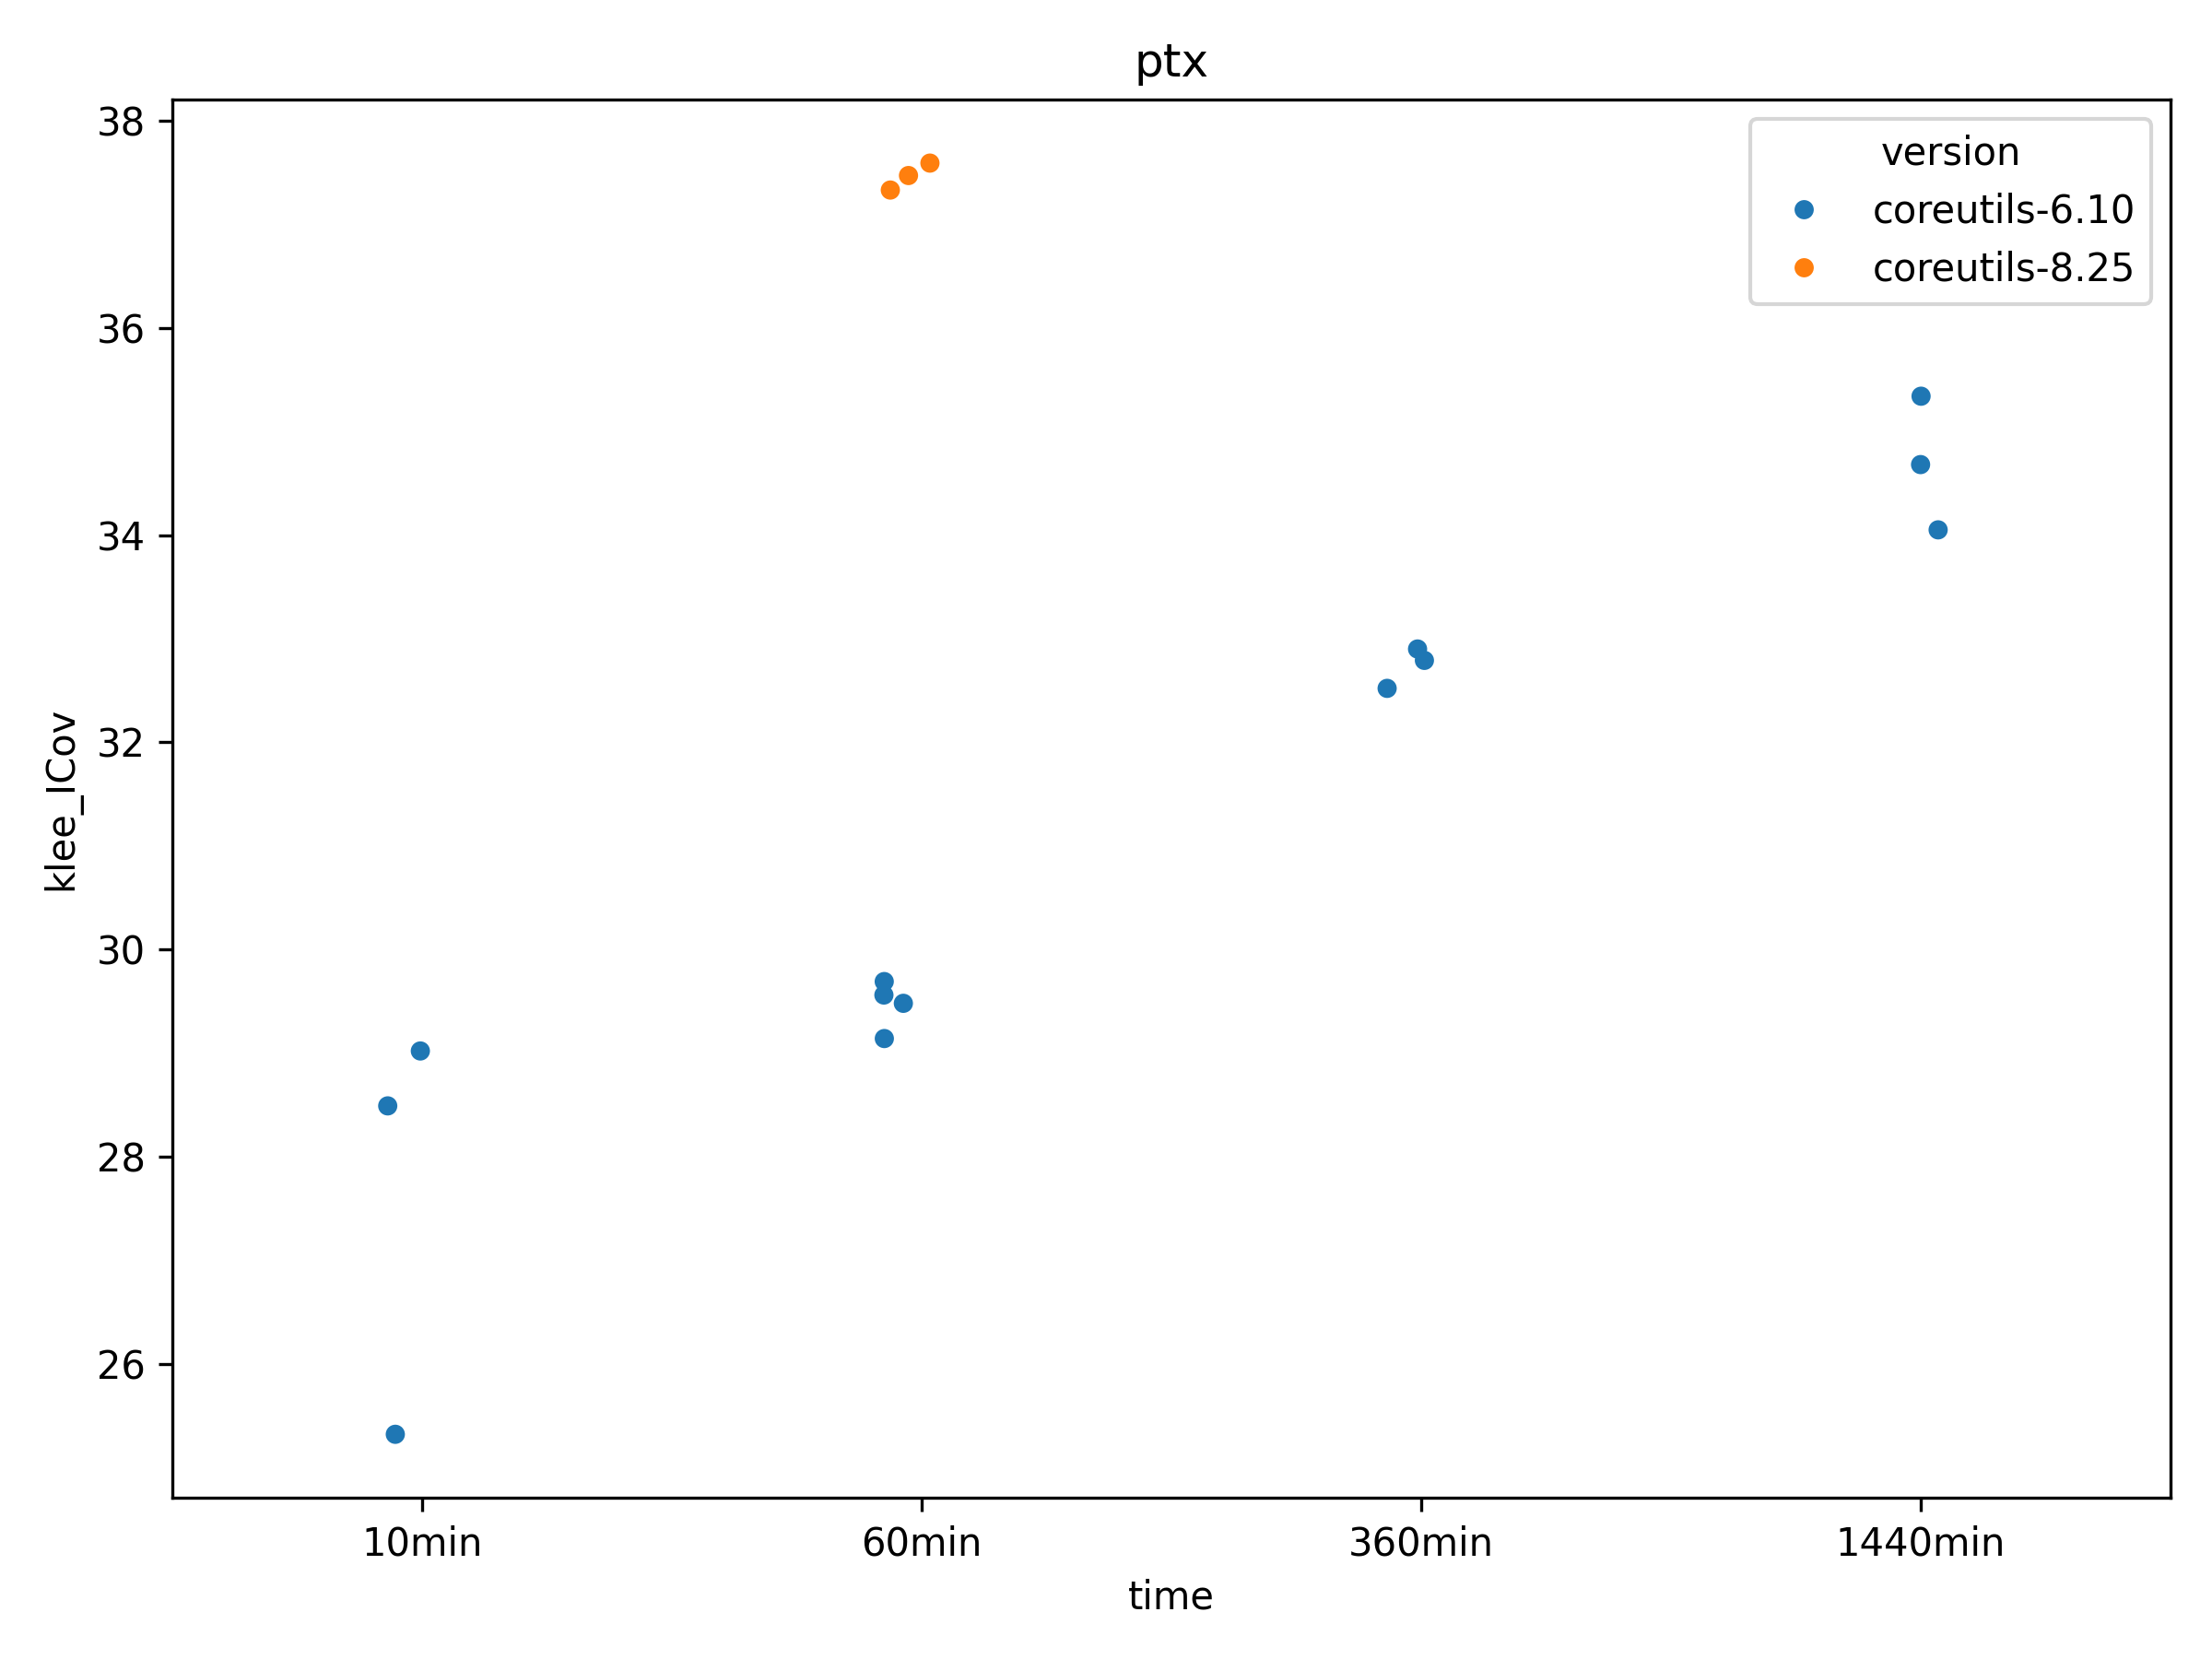 ptx
version
coreutils-6.10
coreutils-8.25
38
36
34
32
30
28
26
klee_ICov
10min 60min 360min 1440min
time